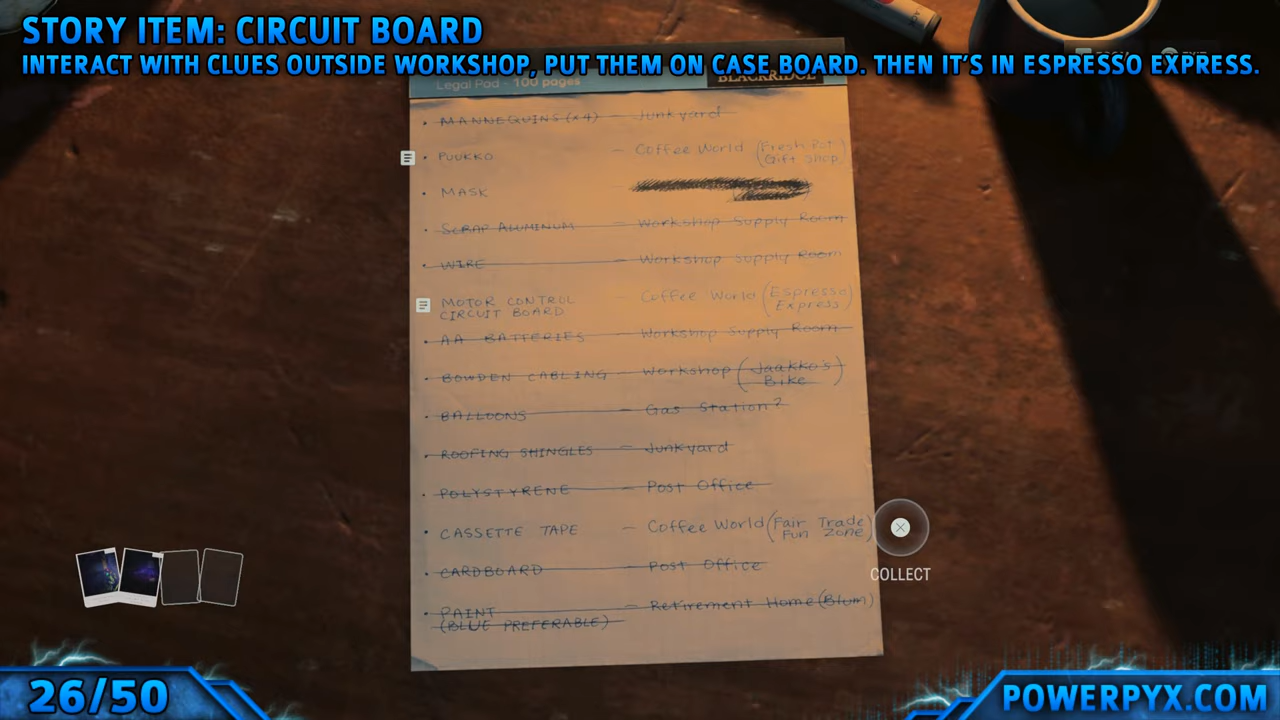 STORY ITEM: CIRCUIT BOARD
INTERACT WITH CLUES OUTSIDE WORKSHOP, PUT THEM ON CASE BOARD. THEN IT'S IN ESPRESSO EXPRESS.
Legal Pad - 100 pages BLACKRIDGE
• MANNEQUINS (x4) — Junkyard
• PUUKKO — Coffee World (Fresh Pot
Gift Shop)
• MASK
• SCRAP ALUMINUM — Workshop Supply Room
• WIRE — Workshop Supply Room
MOTOR CONTROL — Coffee World (Espresso
CIRCUIT BOARD Express)
• AA BATTERIES — Workshop Supply Room
• BOWDEN CABLING — Workshop (Jaakko's
Bike)
• BALLOONS — Gas Station?
• ROOFING SHINGLES — Junkyard
• POLYSTYRENE — Post Office
• CASSETTE TAPE — Coffee World (Fair Trade
Fun Zone)
• CARDBOARD — Post Office
• PAINT — Retirement Home (Blum)
(BLUE PREFERABLE)
COLLECT
26/50
POWERPYX.COM